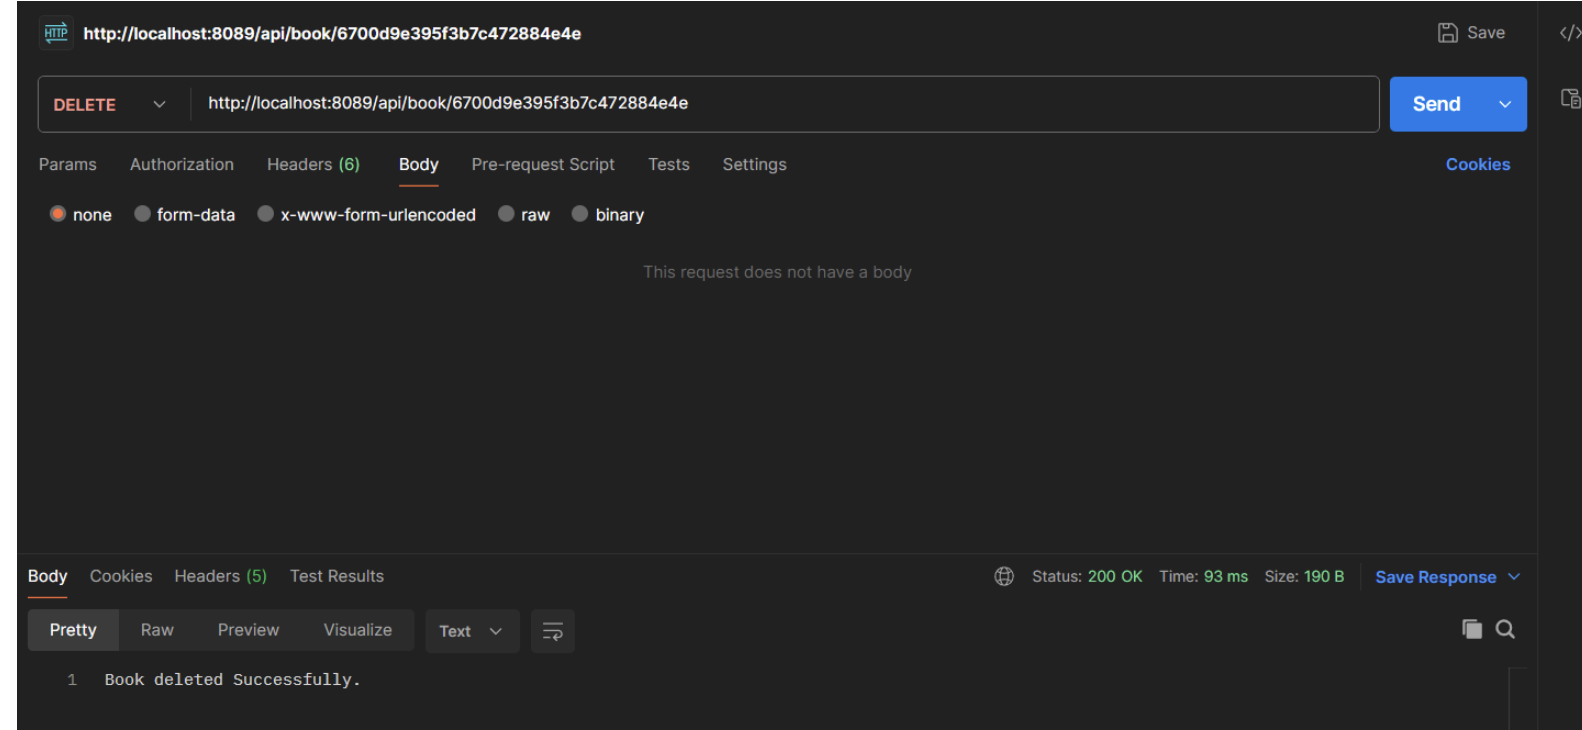 HTTP http://localhost:8089/api/book/6700d9e395f3b7c472884e4e Save </>
DELETE http://localhost:8089/api/book/6700d9e395f3b7c472884e4e Send
Params Authorization Headers (6) Body Pre-request Script Tests Settings Cookies
none form-data x-www-form-urlencoded raw binary
This request does not have a body
Body Cookies Headers (5) Test Results Status: 200 OK Time: 93 ms Size: 190 B Save Response
Pretty Raw Preview Visualize Text
1 Book deleted Successfully.